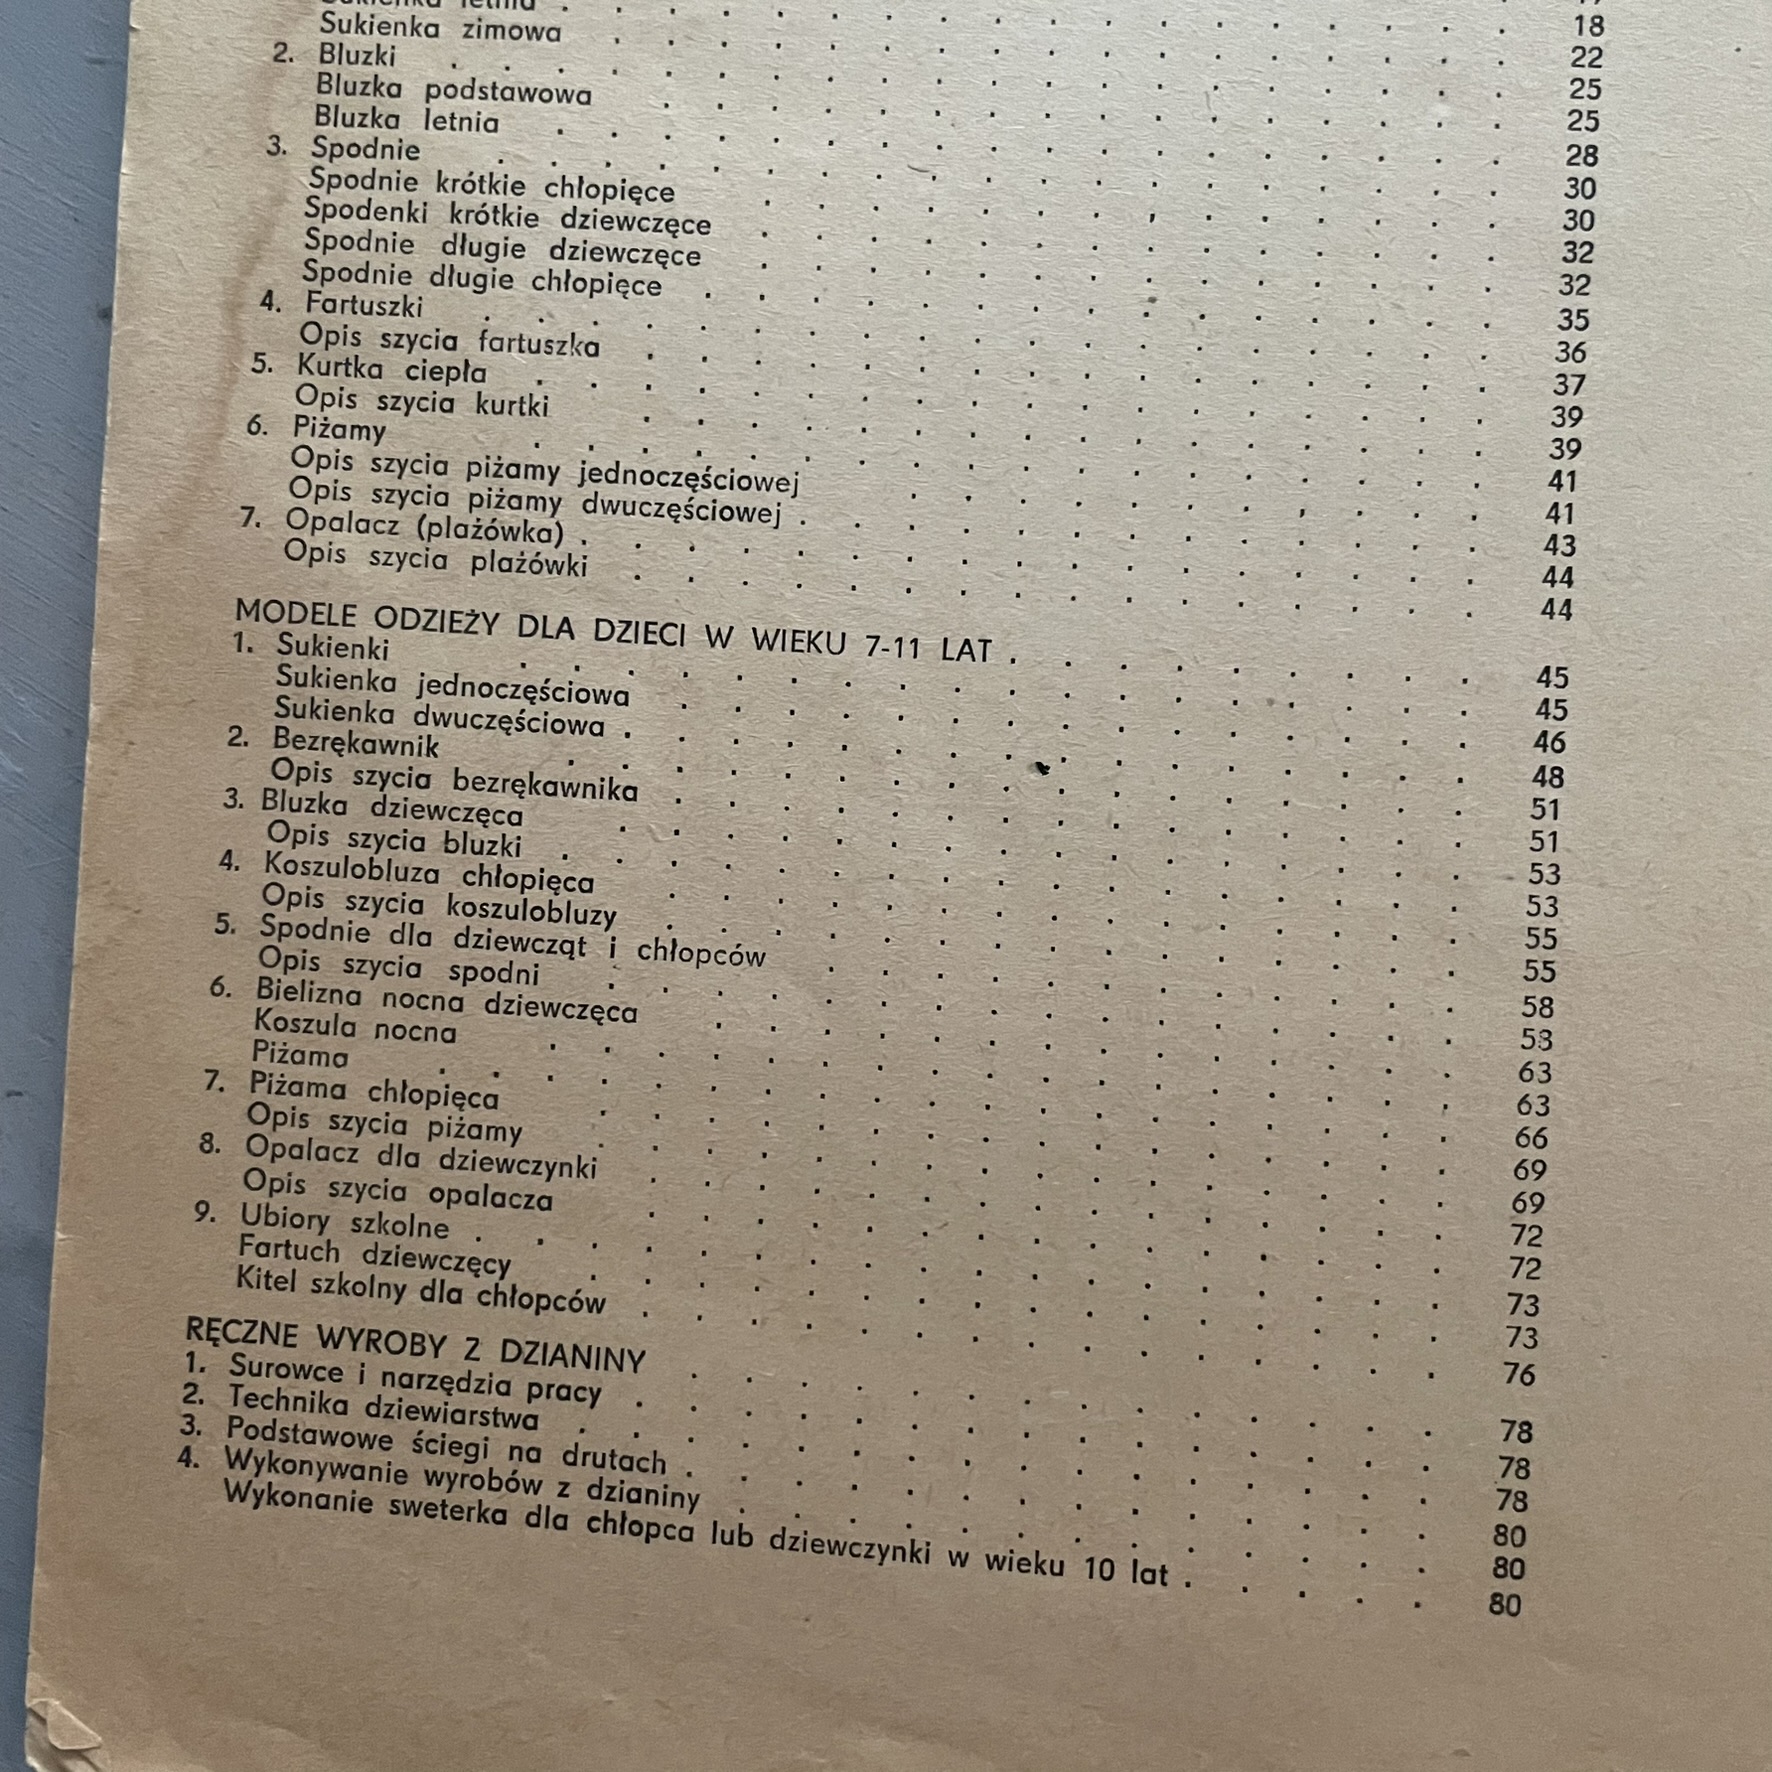 Sukienka letnia . . . . . 18
Sukienka zimowa . . . . . 22
2. Bluzki . . . . . 25
Bluzka podstawowa . . . . . 25
Bluzka letnia . . . . . 28
3. Spodnie . . . . . 30
Spodnie krótkie chłopięce . . . . . 30
Spodenki krótkie dziewczęce . . . . . 32
Spodnie długie dziewczęce . . . . . 32
Spodnie długie chłopięce . . . . . 35
4. Fartuszki . . . . . 36
Opis szycia fartuszka . . . . . 37
5. Kurtka ciepła . . . . . 39
Opis szycia kurtki . . . . . 39
6. Piżamy . . . . . 41
Opis szycia piżamy jednoczęściowej . . . . . 41
Opis szycia piżamy dwuczęściowej . . . . . 43
7. Opalacz (plażówka) . . . . . 44
Opis szycia plażówki . . . . . 44
MODELE ODZIEŻY DLA DZIECI W WIEKU 7-11 LAT . . . . . 45
1. Sukienki . . . . . 45
Sukienka jednoczęściowa . . . . . 46
Sukienka dwuczęściowa . . . . . 48
2. Bezrękawnik . . . . . 51
Opis szycia bezrękawnika . . . . . 51
3. Bluzka dziewczęca . . . . . 53
Opis szycia bluzki . . . . . 53
4. Koszulobluza chłopięca . . . . . 55
Opis szycia koszulobluzy . . . . . 55
5. Spodnie dla dziewcząt i chłopców . . . . . 58
Opis szycia spodni . . . . . 58
6. Bielizna nocna dziewczęca . . . . . 63
Koszula nocna . . . . . 63
Piżama . . . . . 66
7. Piżama chłopięca . . . . . 69
Opis szycia piżamy . . . . . 69
8. Opalacz dla dziewczynki . . . . . 72
Opis szycia opalacza . . . . . 72
9. Ubiory szkolne . . . . . 73
Fartuch dziewczęcy . . . . . 73
Kitel szkolny dla chłopców . . . . . 76
RĘCZNE WYROBY Z DZIANINY . . . . . 78
1. Surowce i narzędzia pracy . . . . . 78
2. Technika dziewiarstwa . . . . . 78
3. Podstawowe ściegi na drutach . . . . . 80
4. Wykonywanie wyrobów z dzianiny . . . . . 80
Wykonanie sweterka dla chłopca lub dziewczynki w wieku 10 lat . . . . . 80